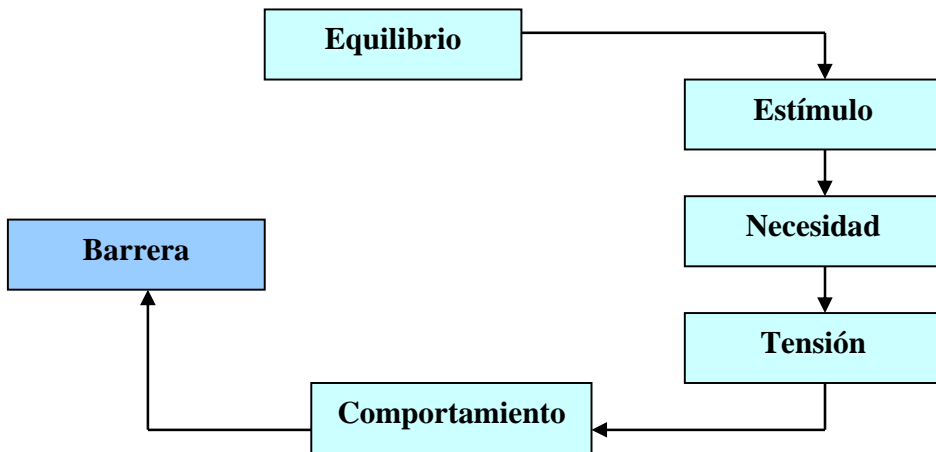 Equilibrio
Estímulo
Necesidad
Tensión
Comportamiento
Barrera